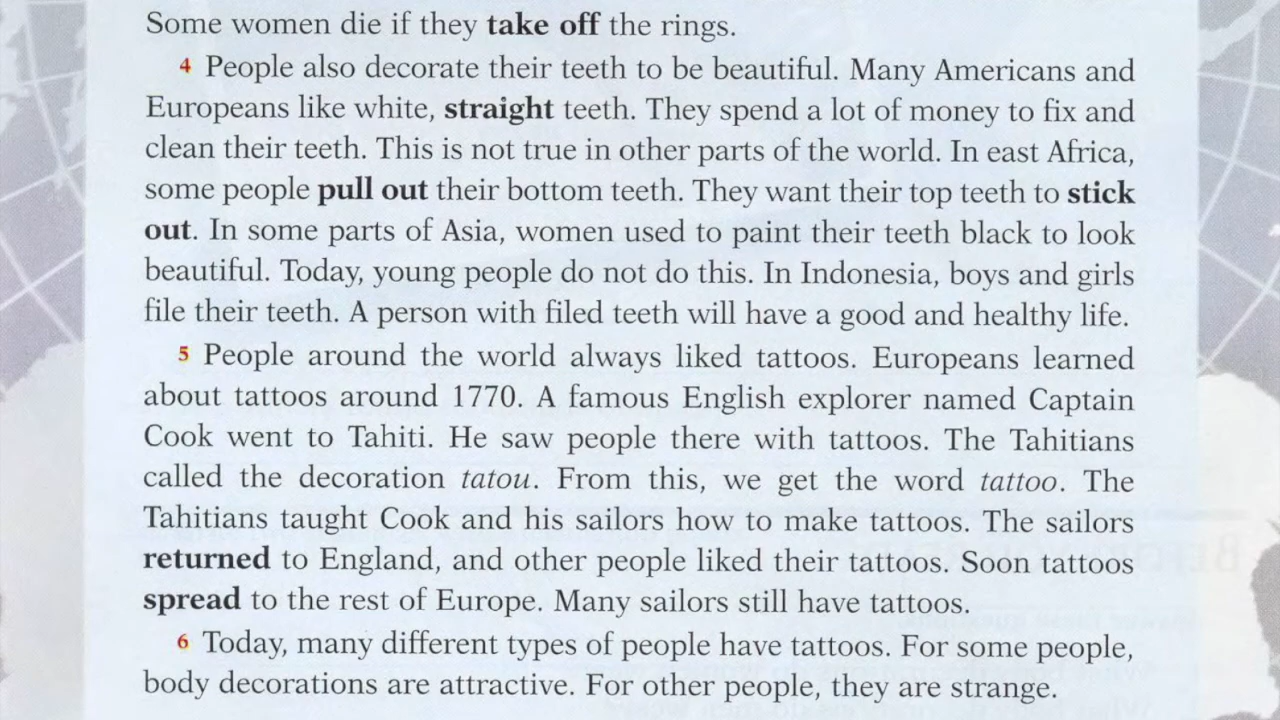 Some women die if they take off the rings.
4 People also decorate their teeth to be beautiful. Many Americans and
Europeans like white, straight teeth. They spend a lot of money to fix and
clean their teeth. This is not true in other parts of the world. In east Africa,
some people pull out their bottom teeth. They want their top teeth to stick
out. In some parts of Asia, women used to paint their teeth black to look
beautiful. Today, young people do not do this. In Indonesia, boys and girls
file their teeth. A person with filed teeth will have a good and healthy life.
5 People around the world always liked tattoos. Europeans learned
about tattoos around 1770. A famous English explorer named Captain
Cook went to Tahiti. He saw people there with tattoos. The Tahitians
called the decoration tatou. From this, we get the word tattoo. The
Tahitians taught Cook and his sailors how to make tattoos. The sailors
returned to England, and other people liked their tattoos. Soon tattoos
spread to the rest of Europe. Many sailors still have tattoos.
6 Today, many different types of people have tattoos. For some people,
body decorations are attractive. For other people, they are strange.